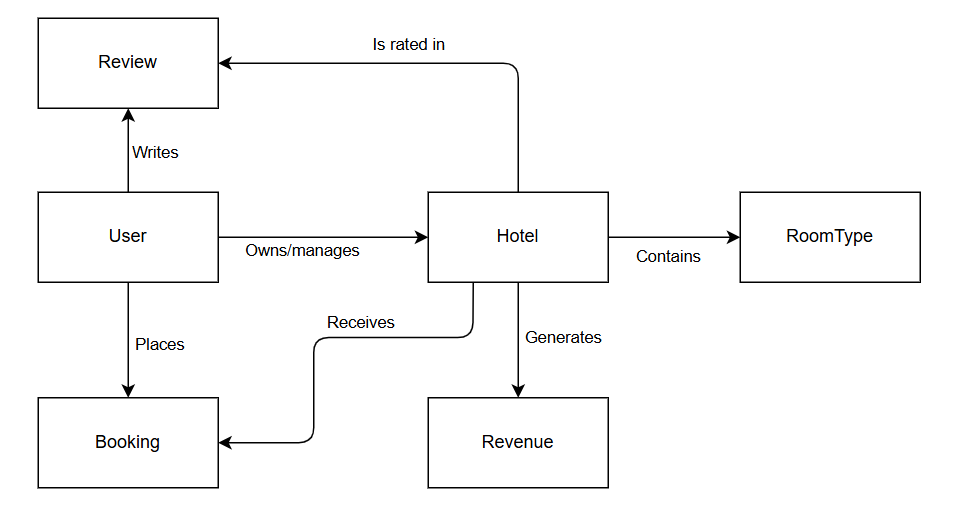 Is rated in
Review
Writes
User
Hotel
RoomType
Owns/manages
Contains
Receives
Generates
Places
Booking
Revenue